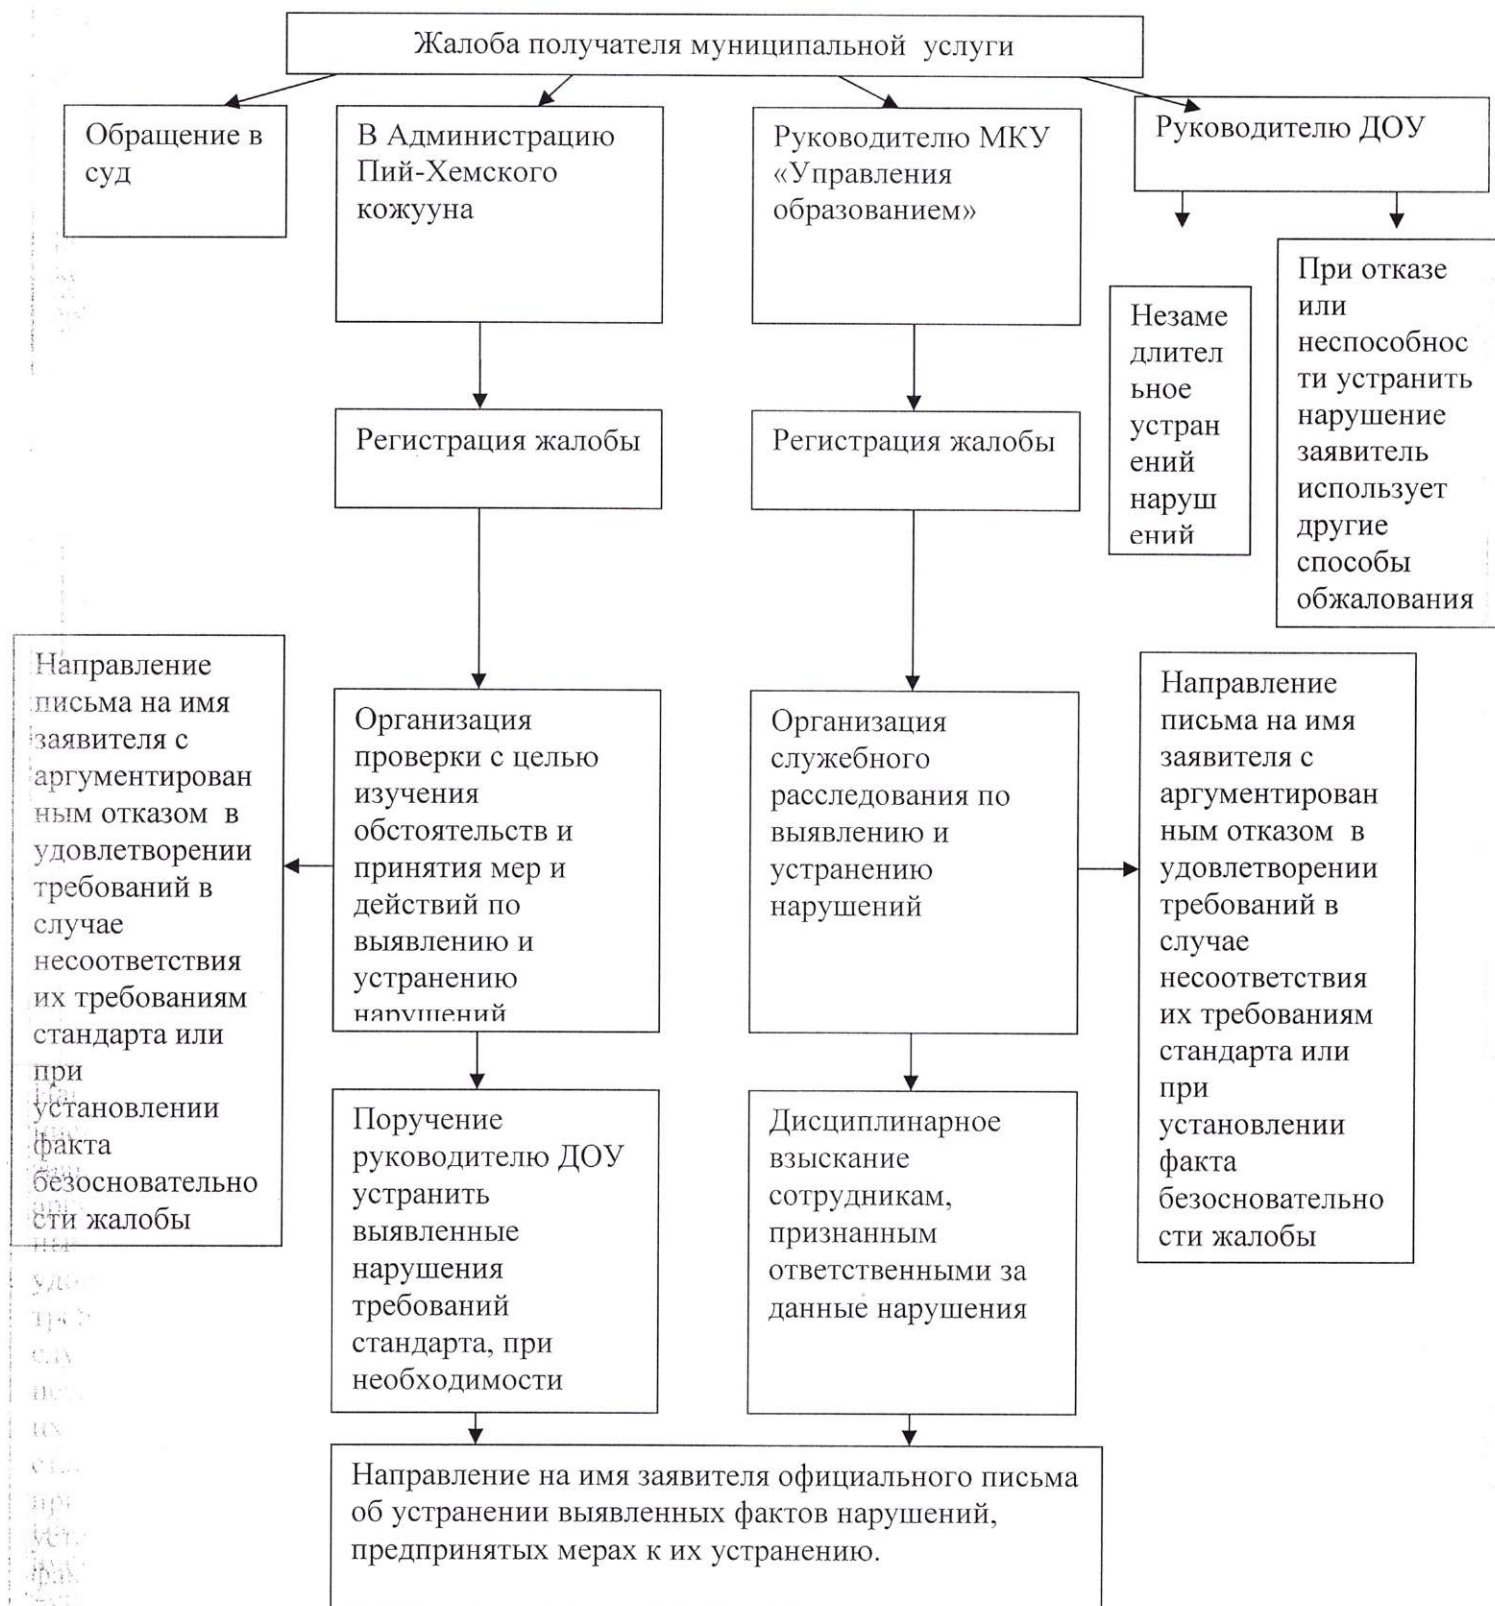 Жалоба получателя муниципальной услуги
Обращение в
суд
В Администрацию
Пий-Хемского
кожууна
Руководителю МКУ
«Управления
образованием»
Руководителю ДОУ
Незаме
длител
ьное
устран
ений
наруш
ений
При отказе
или
неспособнос
ти устранить
нарушение
заявитель
использует
другие
способы
обжалования
Регистрация жалобы
Регистрация жалобы
Направление
письма на имя
заявителя с
аргументирован
ным отказом в
удовлетворении
требований в
случае
несоответствия
их требованиям
стандарта или
при
установлении
факта
безосновательно
сти жалобы
Организация
проверки с целью
изучения
обстоятельств и
принятия мер и
действий по
выявлению и
устранению
нарушений
Организация
служебного
расследования по
выявлению и
устранению
нарушений
Направление
письма на имя
заявителя с
аргументирован
ным отказом в
удовлетворении
требований в
случае
несоответствия
их требованиям
стандарта или
при
установлении
факта
безосновательно
сти жалобы
Поручение
руководителю ДОУ
устранить
выявленные
нарушения
требований
стандарта, при
необходимости
Дисциплинарное
взыскание
сотрудникам,
признанным
ответственными за
данные нарушения
Направление на имя заявителя официального письма
об устранении выявленных фактов нарушений,
предпринятых мерах к их устранению.